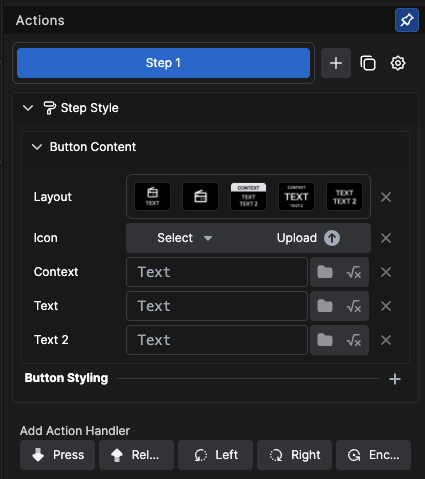 Actions
Step 1
Step Style
Button Content
Layout
TEXT
CONTEXT
TEXT
TEXT 2
CONTEXT
TEXT
TEXT 2
TEXT
TEXT 2
Icon Select Upload
Context Text √x
Text Text √x
Text 2 Text √x
Button Styling
Add Action Handler
Press Rel... Left Right Enc...